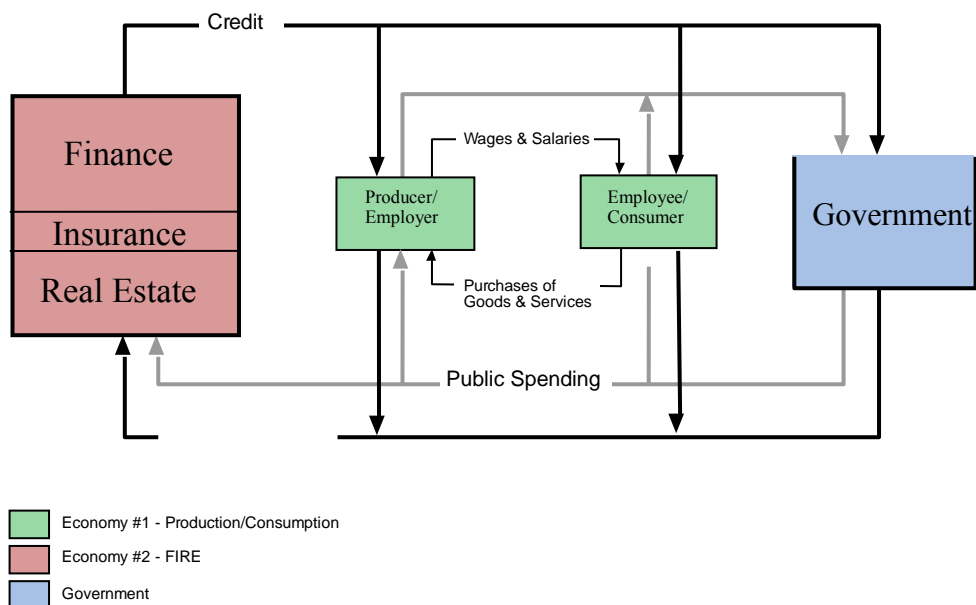 Credit
Finance
Insurance
Real Estate
Wages & Salaries
Producer/
Employer
Employee/
Consumer
Government
Purchases of
Goods & Services
Public Spending
Economy #1 - Production/Consumption
Economy #2 - FIRE
Government